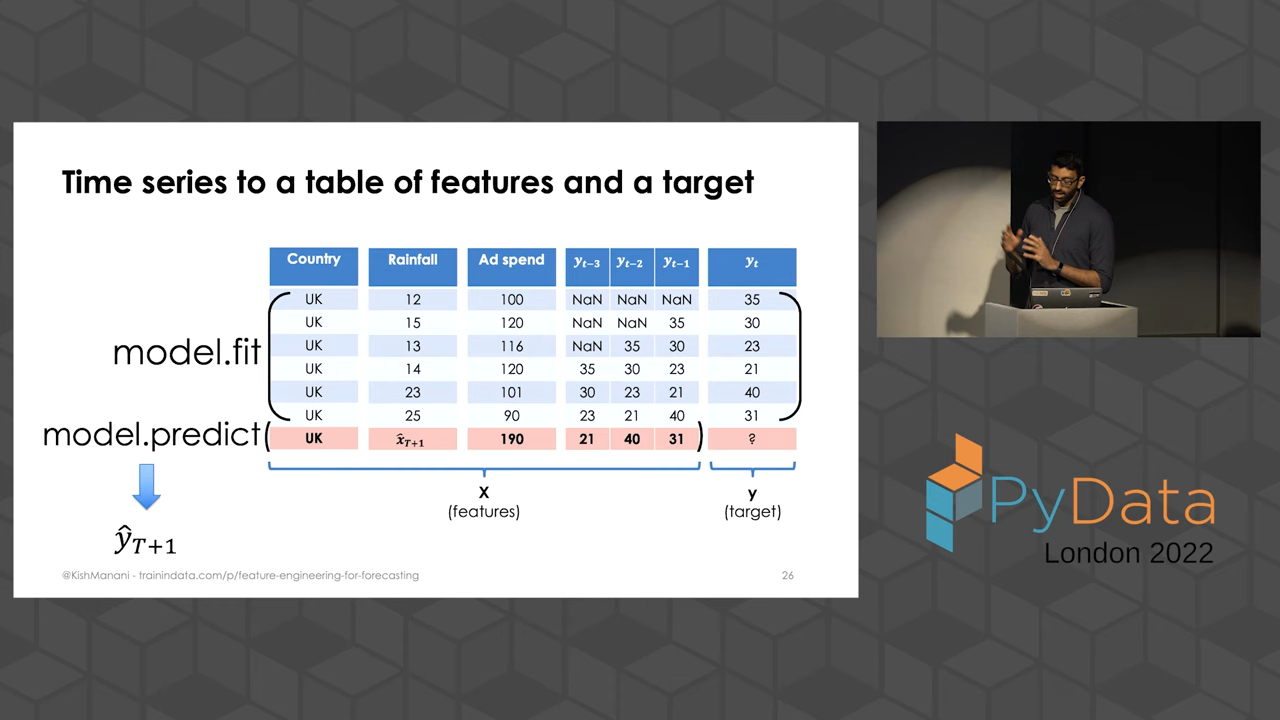 Time series to a table of features and a target
Country Rainfall Ad spend y_{t-3} y_{t-2} y_{t-1} y_t
UK 12 100 NaN NaN NaN 35
UK 15 120 NaN NaN 35 30
UK 13 116 NaN 35 30 23
UK 14 120 35 30 23 21
UK 23 101 30 23 21 40
UK 25 90 23 21 40 31
UK x̂_{T+1} 190 21 40 31 ?
model.fit
model.predict
ŷ_{T+1}
X
(features)
y
(target)
@KishManani - trainindata.com/p/feature-engineering-for-forecasting
26
PyData
London 2022